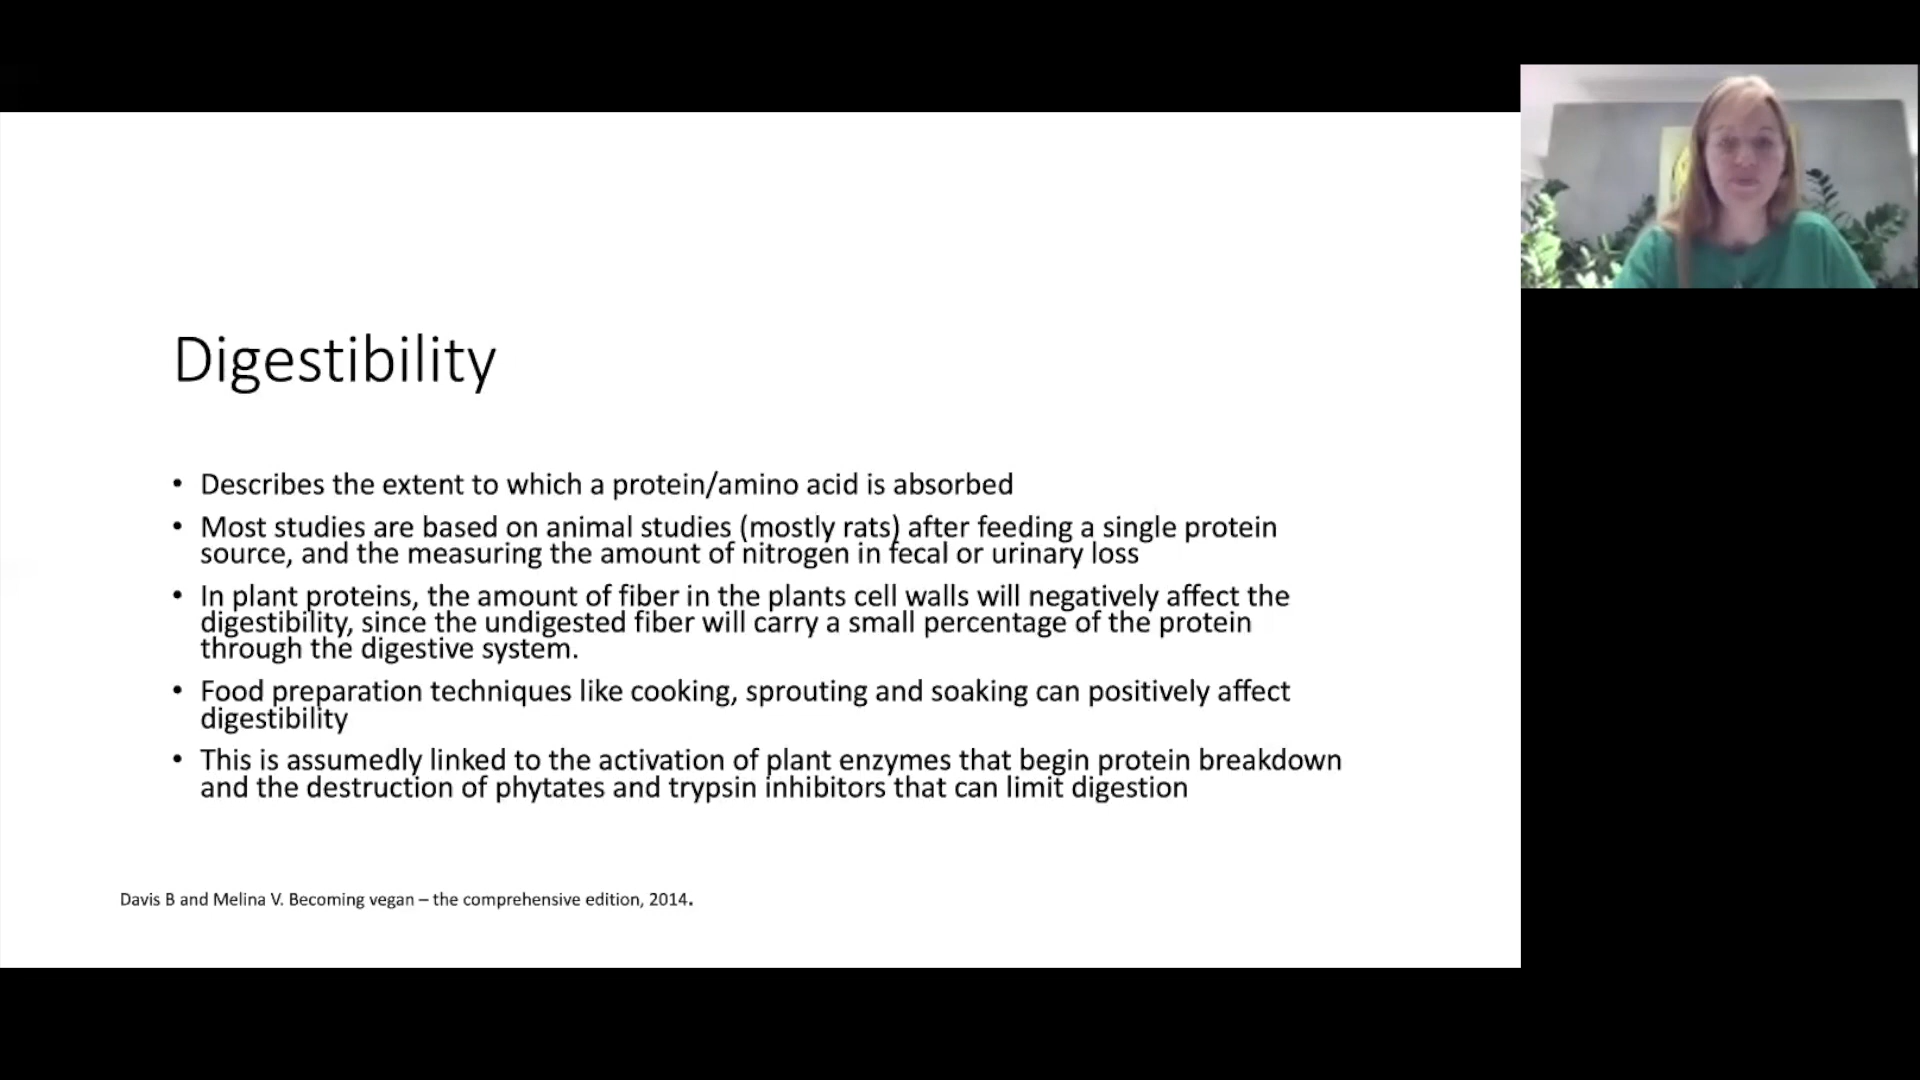 Digestibility
• Describes the extent to which a protein/amino acid is absorbed
• Most studies are based on animal studies (mostly rats) after feeding a single protein
source, and the measuring the amount of nitrogen in fecal or urinary loss
• In plant proteins, the amount of fiber in the plants cell walls will negatively affect the
digestibility, since the undigested fiber will carry a small percentage of the protein
through the digestive system.
• Food preparation techniques like cooking, sprouting and soaking can positively affect
digestibility
• This is assumedly linked to the activation of plant enzymes that begin protein breakdown
and the destruction of phytates and trypsin inhibitors that can limit digestion
Davis B and Melina V. Becoming vegan – the comprehensive edition, 2014.